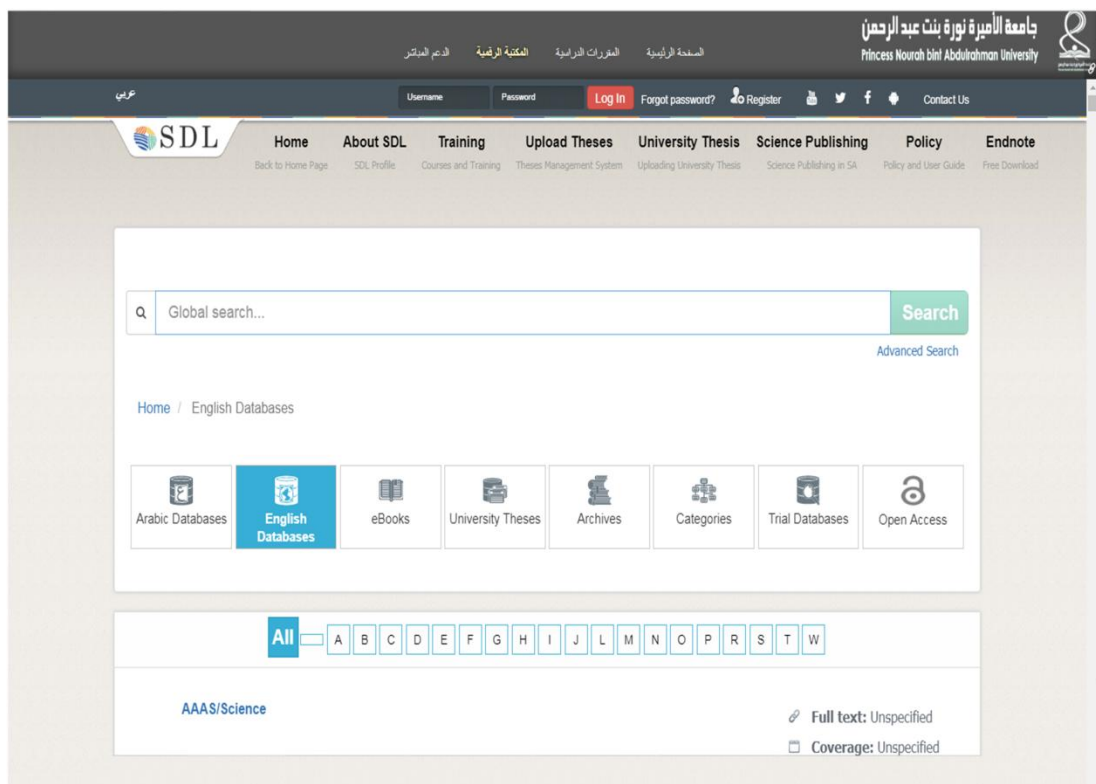 جامعة الأميرة نورة بنت عبد الرحمن
Princess Nourah bint Abdulrahman University
الصفحة الرئيسية المقررات الدراسية المكتبة الرقمية الدعم المباشر
عربي Username Password Log In Forgot password? Register Contact Us
SDL
Home About SDL Training Upload Theses University Thesis Science Publishing Policy Endnote
Back to Home Page SDL Profile Courses and Training Theses Management System Uploading University Thesis Science Publishing in SA Policy and User Guide Free Download
Global search... Search
Advanced Search
Home / English Databases
Arabic Databases English Databases eBooks University Theses Archives Categories Trial Databases Open Access
All A B C D E F G H I J L M N O P R S T W
AAAS/Science
Full text: Unspecified
Coverage: Unspecified